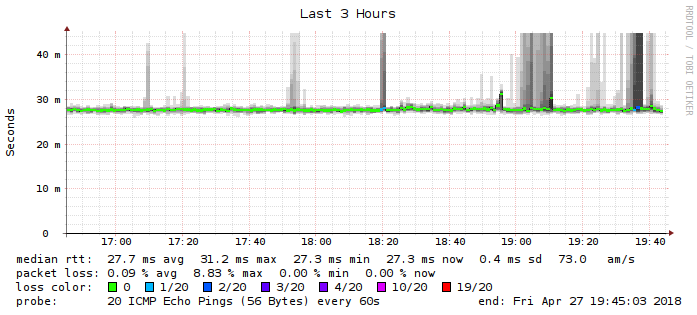 Last 3 Hours
RRDTOOL / TOBI OETIKER
Seconds
40 m
30 m
20 m
10 m
0
17:00 17:20 17:40 18:00 18:20 18:40 19:00 19:20 19:40
median rtt: 27.7 ms avg 31.2 ms max 27.3 ms min 27.3 ms now 0.4 ms sd 73.0 am/s
packet loss: 0.09 % avg 8.83 % max 0.00 % min 0.00 % now
loss color: 0 1/20 2/20 3/20 4/20 10/20 19/20
probe: 20 ICMP Echo Pings (56 Bytes) every 60s end: Fri Apr 27 19:45:03 2018